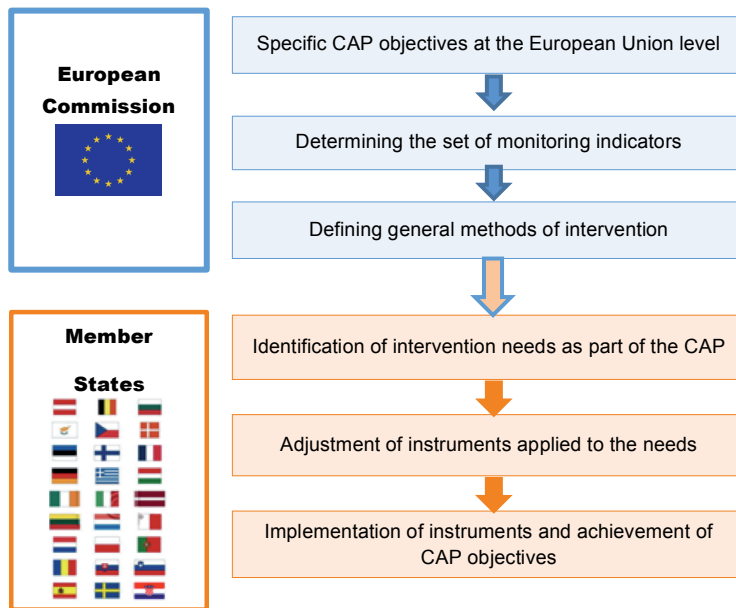 European
Commission
Specific CAP objectives at the European Union level
Determining the set of monitoring indicators
Defining general methods of intervention
Member
States
Identification of intervention needs as part of the CAP
Adjustment of instruments applied to the needs
Implementation of instruments and achievement of
CAP objectives